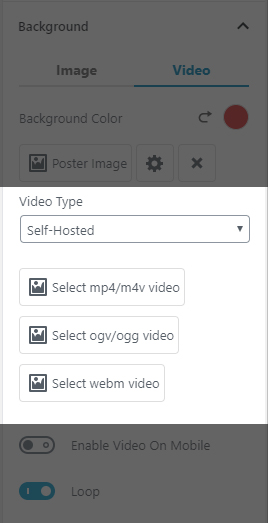 Background
Image Video
Background Color
Poster Image
Video Type
Self-Hosted
Select mp4/m4v video
Select ogv/ogg video
Select webm video
Enable Video On Mobile
Loop